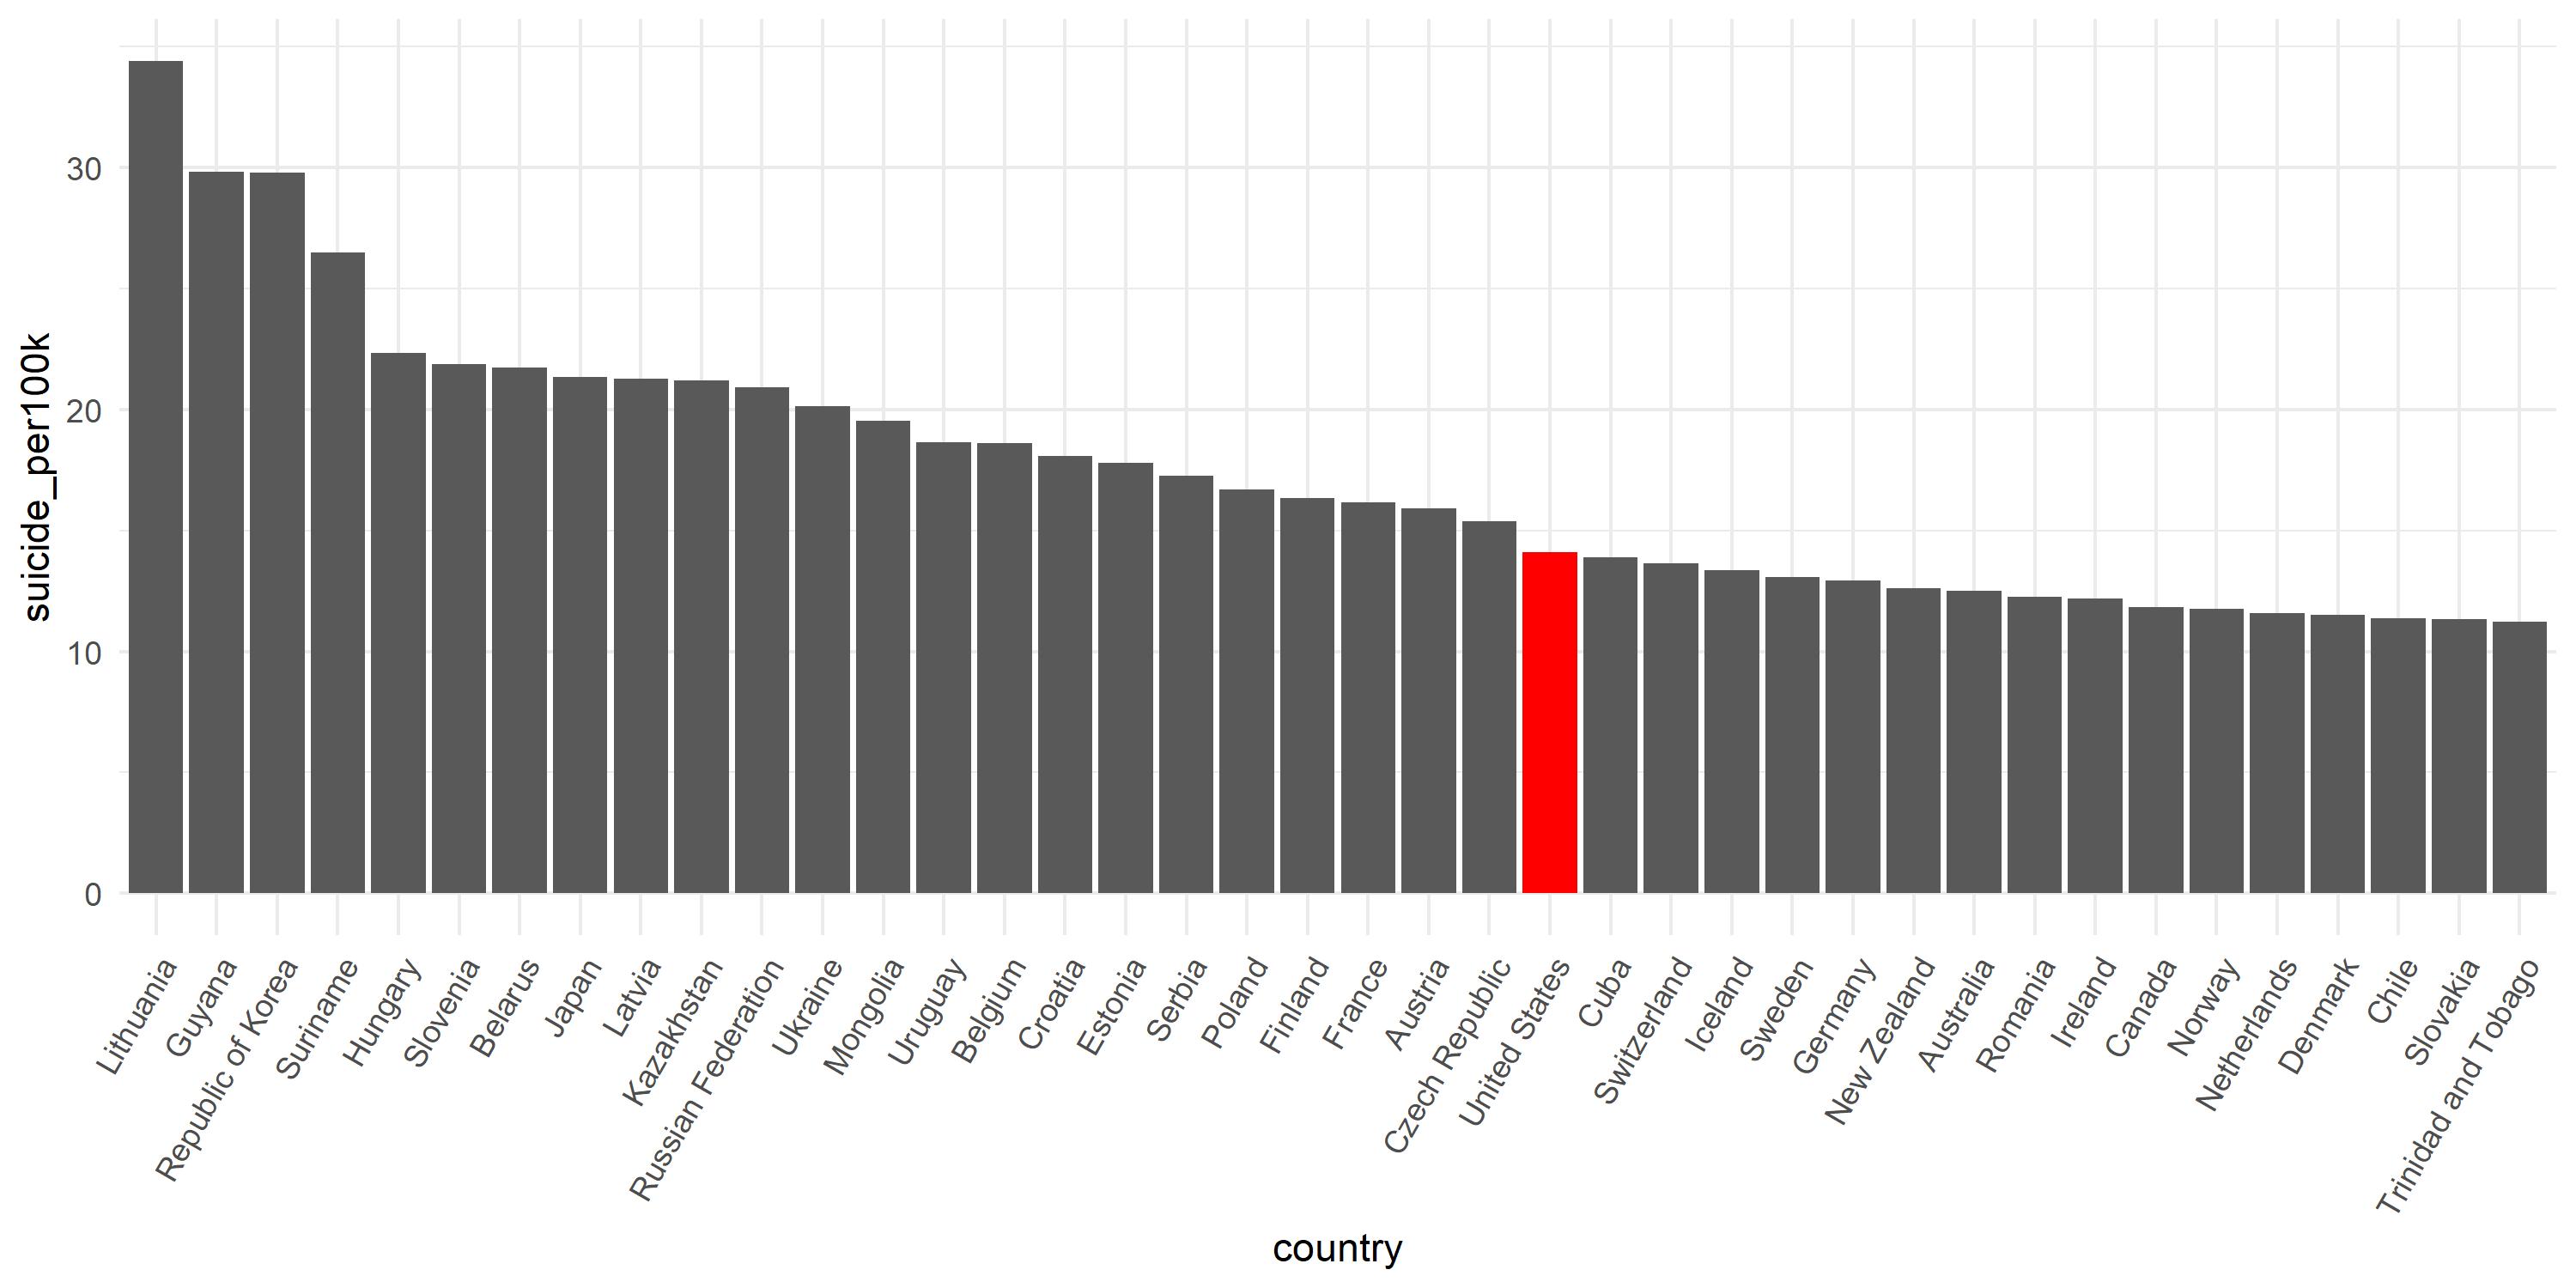 suicide_per100k
30
20
10
0
Lithuania
Guyana
Republic of Korea
Suriname
Hungary
Slovenia
Belarus
Japan
Latvia
Kazakhstan
Russian Federation
Ukraine
Mongolia
Uruguay
Belgium
Croatia
Estonia
Serbia
Poland
Finland
France
Austria
Czech Republic
United States
Cuba
Switzerland
Iceland
Sweden
Germany
New Zealand
Australia
Romania
Ireland
Canada
Norway
Netherlands
Denmark
Chile
Slovakia
Trinidad and Tobago
country